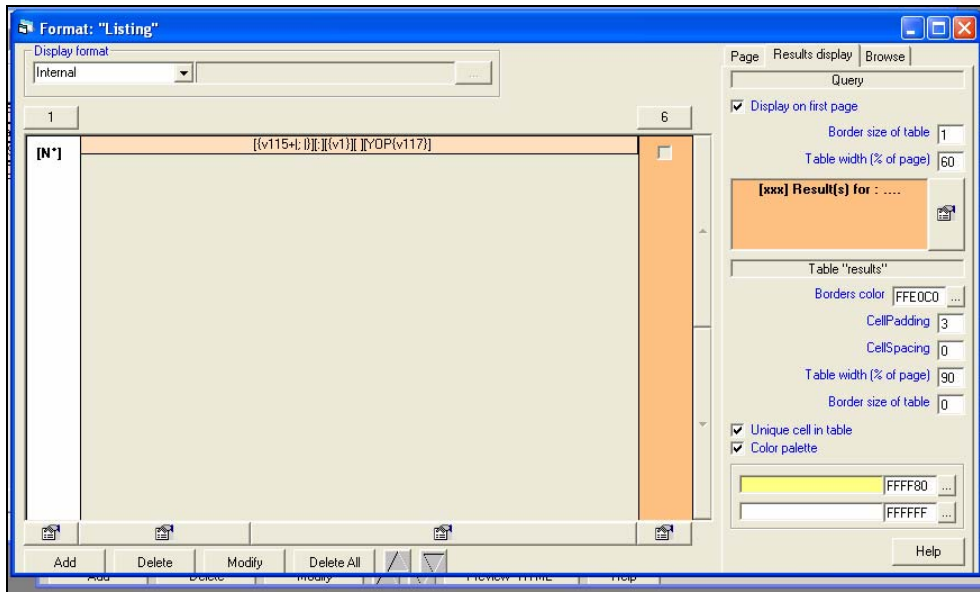 Format: "Listing"
Display format
Internal
...
1
6
[N°]
[{v115+|; |}][:][{v1}][ ][YOP{v117}]
Page
Results display
Browse
Query
Display on first page
Border size of table 1
Table width (% of page) 60
[xxx] Result(s) for : ....
Table "results"
Borders color FFE0C0 ...
CellPadding 3
CellSpacing 0
Table width (% of page) 90
Border size of table 0
Unique cell in table
Color palette
FFFF80 ...
FFFFFF ...
Add
Delete
Modify
Delete All
Help